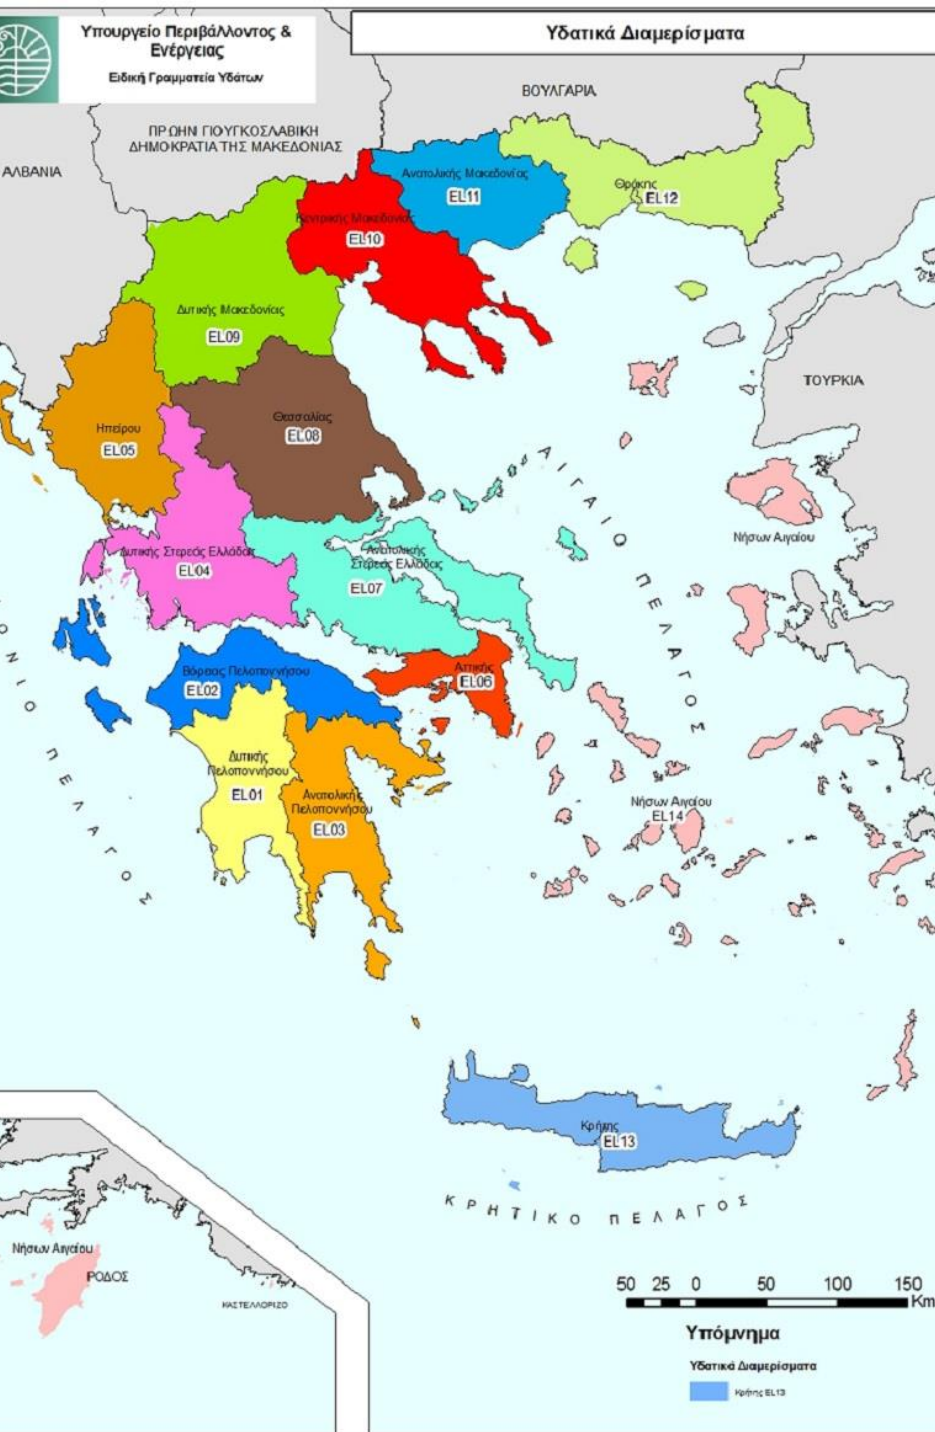 Υπουργείο Περιβάλλοντος &
Ενέργειας
Ειδική Γραμματεία Υδάτων
Υδατικά Διαμερίσματα
ΒΟΥΛΓΑΡΙΑ
ΠΡΩΗΝ ΓΙΟΥΓΚΟΣΛΑΒΙΚΗ
ΔΗΜΟΚΡΑΤΙΑ ΤΗΣ ΜΑΚΕΔΟΝΙΑΣ
ΑΛΒΑΝΙΑ
Ανατολικής Μακεδονίας
EL11
Θράκης
EL12
Κεντρικής Μακεδονίας
EL10
Δυτικής Μακεδονίας
EL09
ΤΟΥΡΚΙΑ
Ηπείρου
EL05
Θεσσαλίας
EL08
ΑΙΓΑΙΟ ΠΕΛΑΓΟΣ
Νήσων Αιγαίου
Δυτικής Στερεάς Ελλάδας
EL04
Ανατολικής
Στερεάς Ελλάδας
EL07
ΟΝΙΟ ΠΕΛΑΓΟΣ
Βόρειας Πελοποννήσου
EL02
Αττικής
EL06
Δυτικής
Πελοποννήσου
EL01
Ανατολικής
Πελοποννήσου
EL03
Νήσων Αιγαίου
EL14
Κρήτης
EL13
ΚΡΗΤΙΚΟ ΠΕΛΑΓΟΣ
Νήσων Αιγαίου
ΡΟΔΟΣ
ΚΑΣΤΕΛΛΟΡΙΖΟ
50 25 0 50 100 150
Km
Υπόμνημα
Υδατικά Διαμερίσματα
Κρήτης EL13